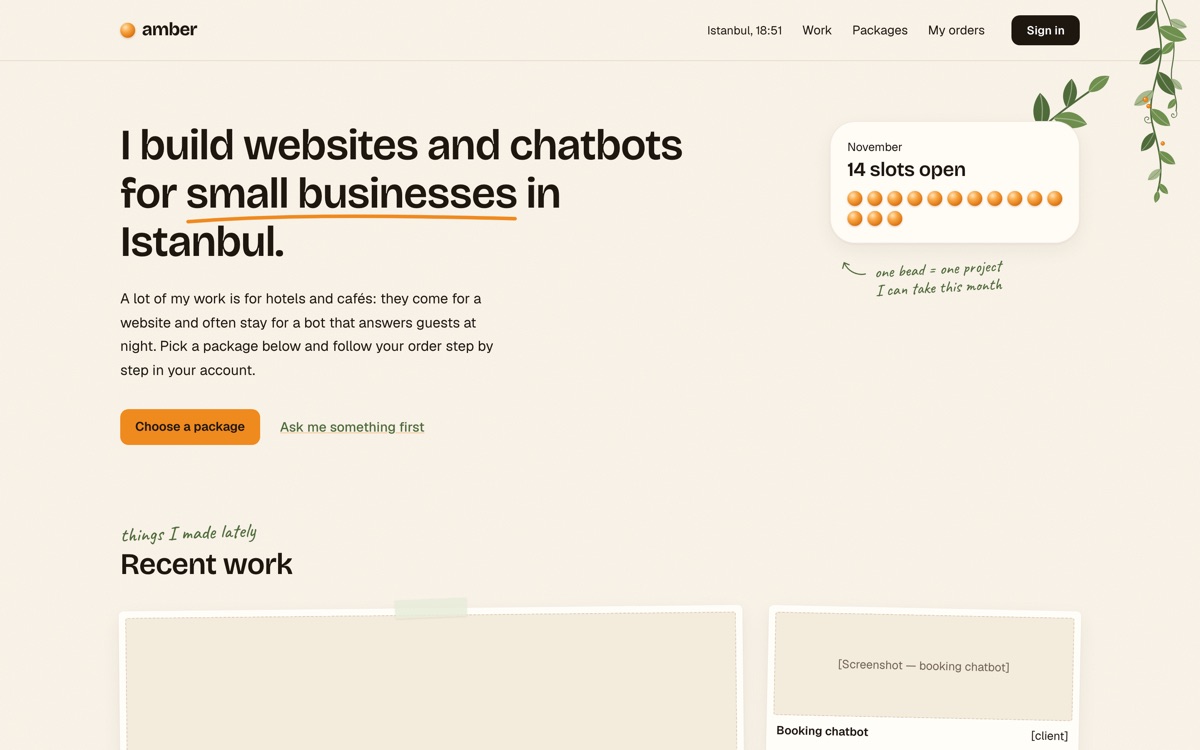 amber
Istanbul, 18:51
Work
Packages
My orders
Sign in
I build websites and chatbots
for small businesses in
Istanbul.
A lot of my work is for hotels and cafés: they come for a
website and often stay for a bot that answers guests at
night. Pick a package below and follow your order step by
step in your account.
Choose a package
Ask me something first
November
14 slots open
one bead = one project
I can take this month
things I made lately
Recent work
[Screenshot — booking chatbot]
Booking chatbot
[client]